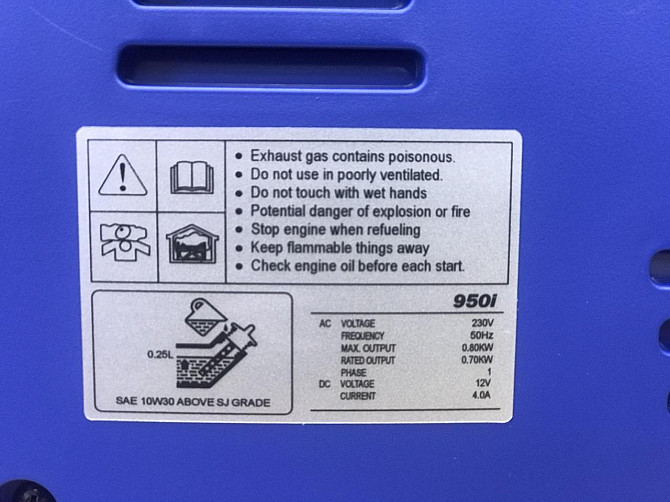 • Exhaust gas contains poisonous.
• Do not use in poorly ventilated.
• Do not touch with wet hands
• Potential danger of explosion or fire
• Stop engine when refueling
• Keep flammable things away
• Check engine oil before each start.
0.25L
SAE 10W30 ABOVE SJ GRADE
950i
AC VOLTAGE 230V
FREQUENCY 50Hz
MAX. OUTPUT 0.80KW
RATED OUTPUT 0.70KW
PHASE 1
DC VOLTAGE 12V
CURRENT 4.0A